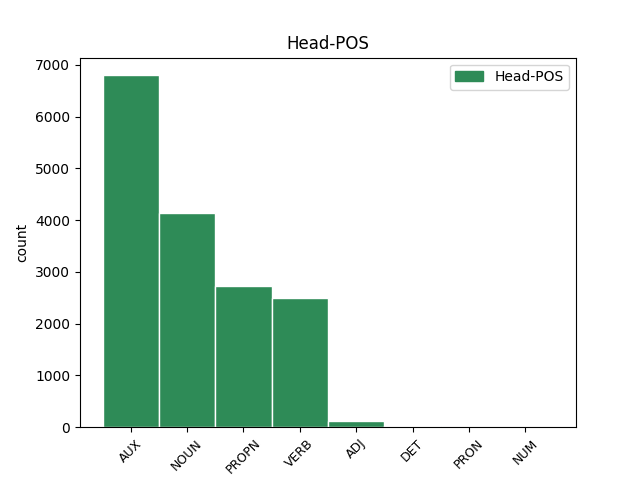 Head-POS
Head-POS
7000
6000
5000
4000
3000
2000
1000
0
count
AUX
NOUN
PROPN
VERB
ADJ
DET
PRON
NUM